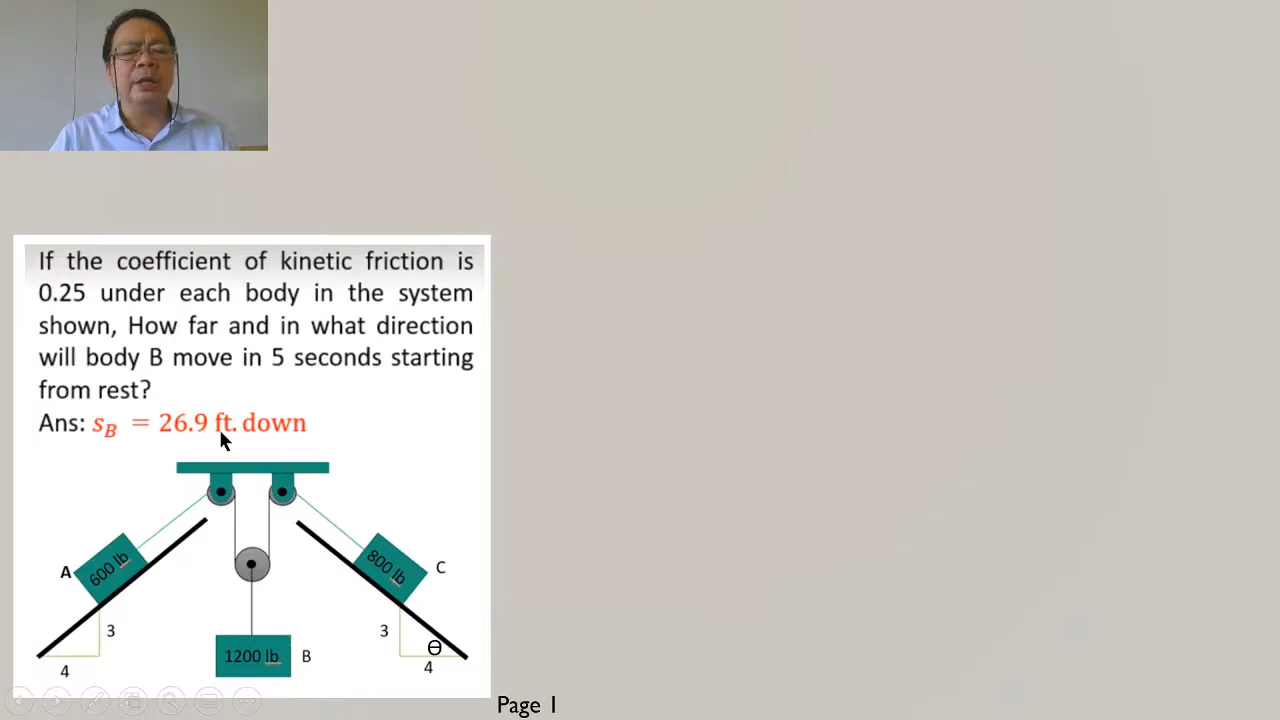 If the coefficient of kinetic friction is
0.25 under each body in the system
shown, How far and in what direction
will body B move in 5 seconds starting
from rest?
Ans: s_B = 26.9 ft. down
A
600 lb
800 lb
C
3
3
4
1200 lb
B
θ
4
Page 1